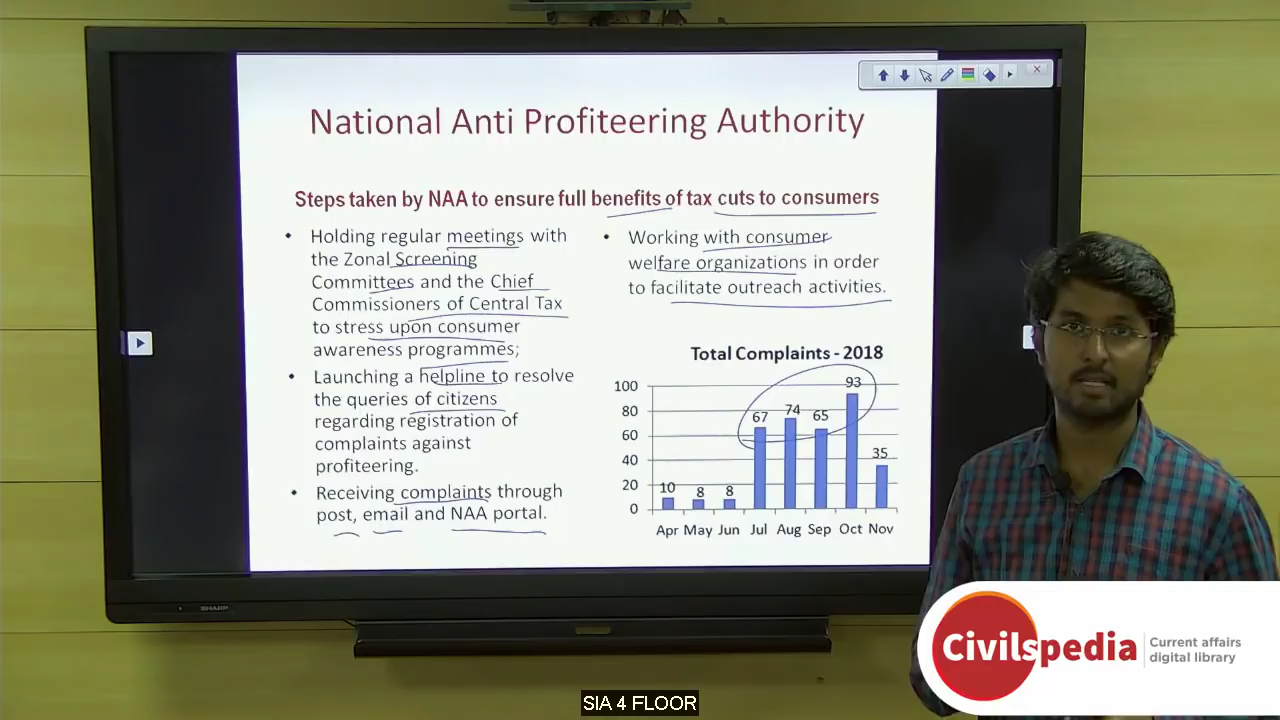 National Anti Profiteering Authority
Steps taken by NAA to ensure full benefits of tax cuts to consumers
• Holding regular meetings with
the Zonal Screening
Committees and the Chief
Commissioners of Central Tax
to stress upon consumer
awareness programmes;
• Launching a helpline to resolve
the queries of citizens
regarding registration of
complaints against
profiteering.
• Receiving complaints through
post, email and NAA portal.
• Working with consumer
welfare organizations in order
to facilitate outreach activities.
Total Complaints - 2018
100
80
60
40
20
0
10
8
8
67
74
65
93
35
Apr May Jun Jul Aug Sep Oct Nov
SHARP
Civilspedia
Current affairs
digital library
SIA 4 FLOOR